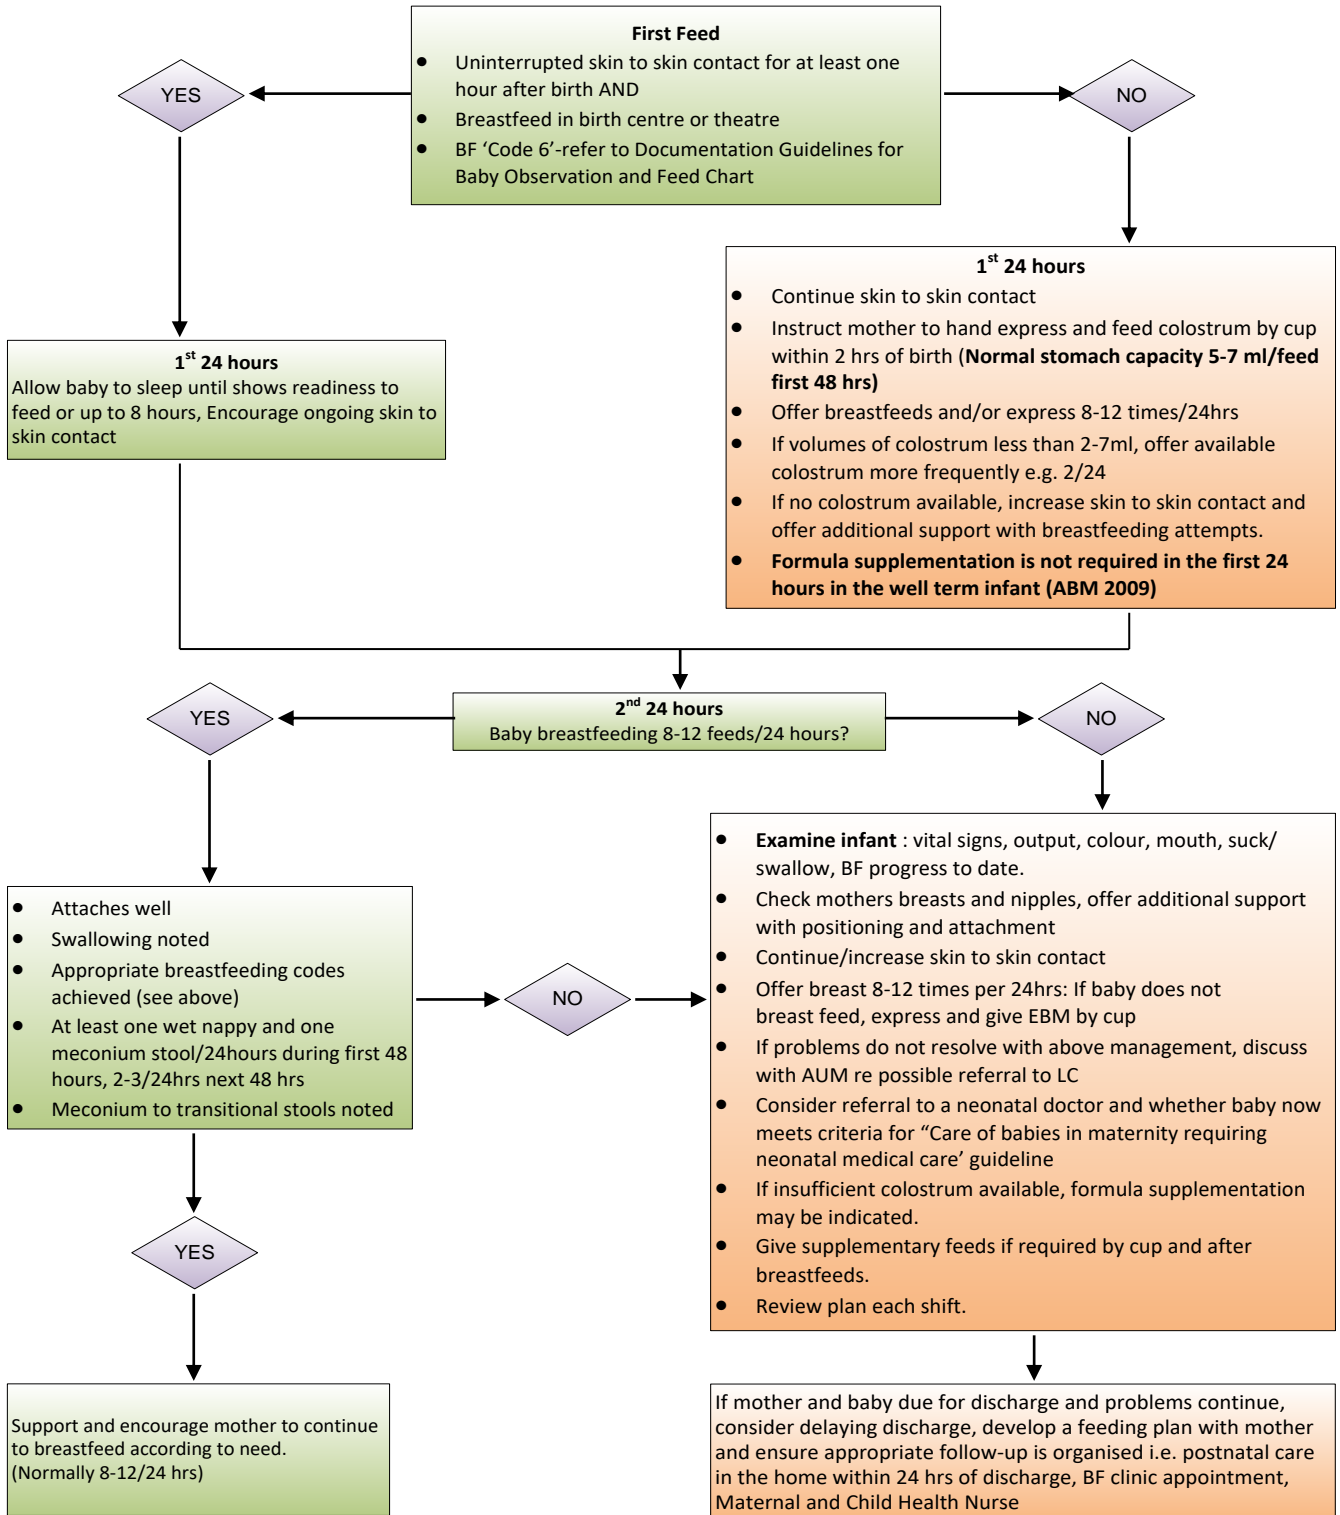 First Feed
• Uninterrupted skin to skin contact for at least one
hour after birth AND
• Breastfeed in birth centre or theatre
• BF ‘Code 6’-refer to Documentation Guidelines for
Baby Observation and Feed Chart
YES
NO
1st 24 hours
Allow baby to sleep until shows readiness to
feed or up to 8 hours, Encourage ongoing skin to
skin contact
1st 24 hours
• Continue skin to skin contact
• Instruct mother to hand express and feed colostrum by cup
within 2 hrs of birth (Normal stomach capacity 5-7 ml/feed
first 48 hrs)
• Offer breastfeeds and/or express 8-12 times/24hrs
• If volumes of colostrum less than 2-7ml, offer available
colostrum more frequently e.g. 2/24
• If no colostrum available, increase skin to skin contact and
offer additional support with breastfeeding attempts.
• Formula supplementation is not required in the first 24
hours in the well term infant (ABM 2009)
2nd 24 hours
Baby breastfeeding 8-12 feeds/24 hours?
YES
NO
• Attaches well
• Swallowing noted
• Appropriate breastfeeding codes
achieved (see above)
• At least one wet nappy and one
meconium stool/24hours during first 48
hours, 2-3/24hrs next 48 hrs
• Meconium to transitional stools noted
NO
• Examine infant : vital signs, output, colour, mouth, suck/
swallow, BF progress to date.
• Check mothers breasts and nipples, offer additional support
with positioning and attachment
• Continue/increase skin to skin contact
• Offer breast 8-12 times per 24hrs: If baby does not
breast feed, express and give EBM by cup
• If problems do not resolve with above management, discuss
with AUM re possible referral to LC
• Consider referral to a neonatal doctor and whether baby now
meets criteria for “Care of babies in maternity requiring
neonatal medical care’ guideline
• If insufficient colostrum available, formula supplementation
may be indicated.
• Give supplementary feeds if required by cup and after
breastfeeds.
• Review plan each shift.
YES
Support and encourage mother to continue
to breastfeed according to need.
(Normally 8-12/24 hrs)
If mother and baby due for discharge and problems continue,
consider delaying discharge, develop a feeding plan with mother
and ensure appropriate follow-up is organised i.e. postnatal care
in the home within 24 hrs of discharge, BF clinic appointment,
Maternal and Child Health Nurse